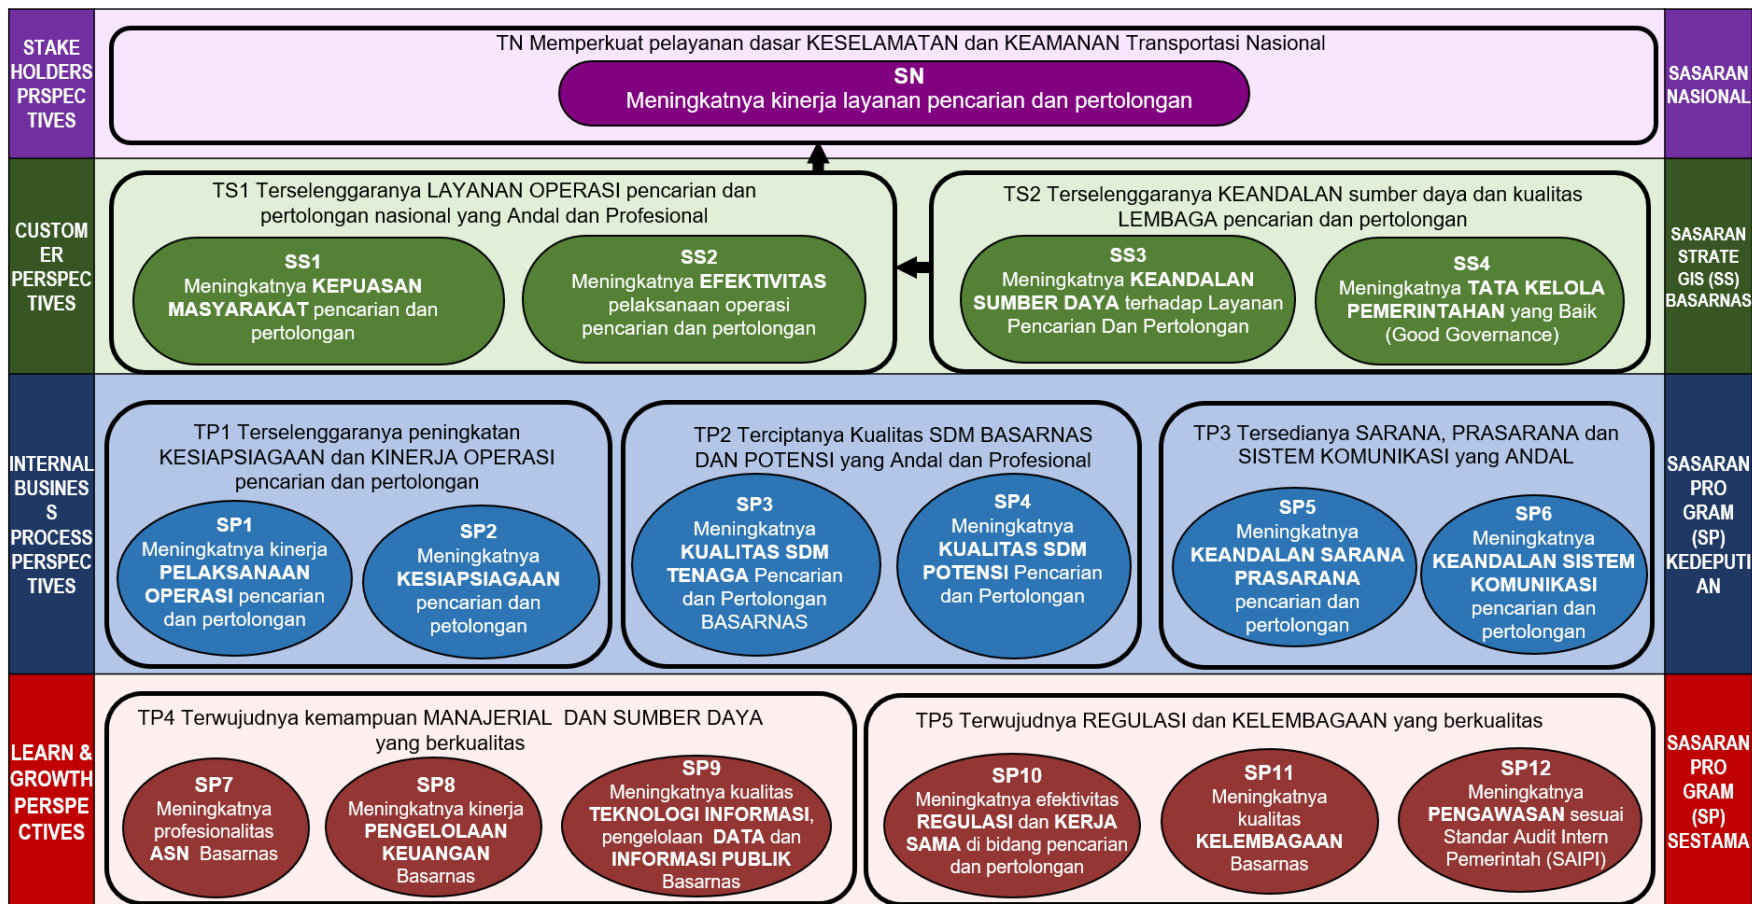 STAKE
HOLDERS
PRSPEC
TIVES
TN Memperkuat pelayanan dasar KESELAMATAN dan KEAMANAN Transportasi Nasional
SN
Meningkatnya kinerja layanan pencarian dan pertolongan
SASARAN
NASIONAL
CUSTOM
ER
PERSPEC
TIVES
TS1 Terselenggaranya LAYANAN OPERASI pencarian dan
pertolongan nasional yang Andal dan Profesional
SS1
Meningkatnya KEPUASAN
MASYARAKAT pencarian dan
pertolongan
SS2
Meningkatnya EFEKTIVITAS
pelaksanaan operasi
pencarian dan pertolongan
TS2 Terselenggaranya KEANDALAN sumber daya dan kualitas
LEMBAGA pencarian dan pertolongan
SS3
Meningkatnya KEANDALAN
SUMBER DAYA terhadap Layanan
Pencarian Dan Pertolongan
SS4
Meningkatnya TATA KELOLA
PEMERINTAHAN yang Baik
(Good Governance)
SASARAN
STRATE
GIS (SS)
BASARNAS
INTERNAL
BUSINES
S
PROCESS
PERSPEC
TIVES
TP1 Terselenggaranya peningkatan
KESIAPSIAGAAN dan KINERJA OPERASI
pencarian dan pertolongan
SP1
Meningkatnya kinerja
PELAKSANAAN
OPERASI pencarian
dan pertolongan
SP2
Meningkatnya
KESIAPSIAGAAN
pencarian dan
petolongan
TP2 Terciptanya Kualitas SDM BASARNAS
DAN POTENSI yang Andal dan Profesional
SP3
Meningkatnya
KUALITAS SDM
TENAGA Pencarian
dan Pertolongan
BASARNAS
SP4
Meningkatnya
KUALITAS SDM
POTENSI Pencarian
dan Pertolongan
TP3 Tersedianya SARANA, PRASARANA dan
SISTEM KOMUNIKASI yang ANDAL
SP5
Meningkatnya
KEANDALAN SARANA
PRASARANA
pencarian dan
pertolongan
SP6
Meningkatnya
KEANDALAN SISTEM
KOMUNIKASI
pencarian dan
pertolongan
SASARAN
PRO
GRAM
(SP)
KEDEPUTI
AN
LEARN &
GROWTH
PERSPE
CTIVES
TP4 Terwujudnya kemampuan MANAJERIAL DAN SUMBER DAYA
yang berkualitas
SP7
Meningkatnya
profesionalitas
ASN Basarnas
SP8
Meningkatnya kinerja
PENGELOLAAN
KEUANGAN
Basarnas
SP9
Meningkatnya kualitas
TEKNOLOGI INFORMASI,
pengelolaan DATA dan
INFORMASI PUBLIK
Basarnas
TP5 Terwujudnya REGULASI dan KELEMBAGAAN yang berkualitas
SP10
Meningkatnya efektivitas
REGULASI dan KERJA
SAMA di bidang pencarian
dan pertolongan
SP11
Meningkatnya
kualitas
KELEMBAGAAN
Basarnas
SP12
Meningkatnya
PENGAWASAN sesuai
Standar Audit Intern
Pemerintah (SAIPI)
SASARAN
PRO
GRAM
(SP)
SESTAMA